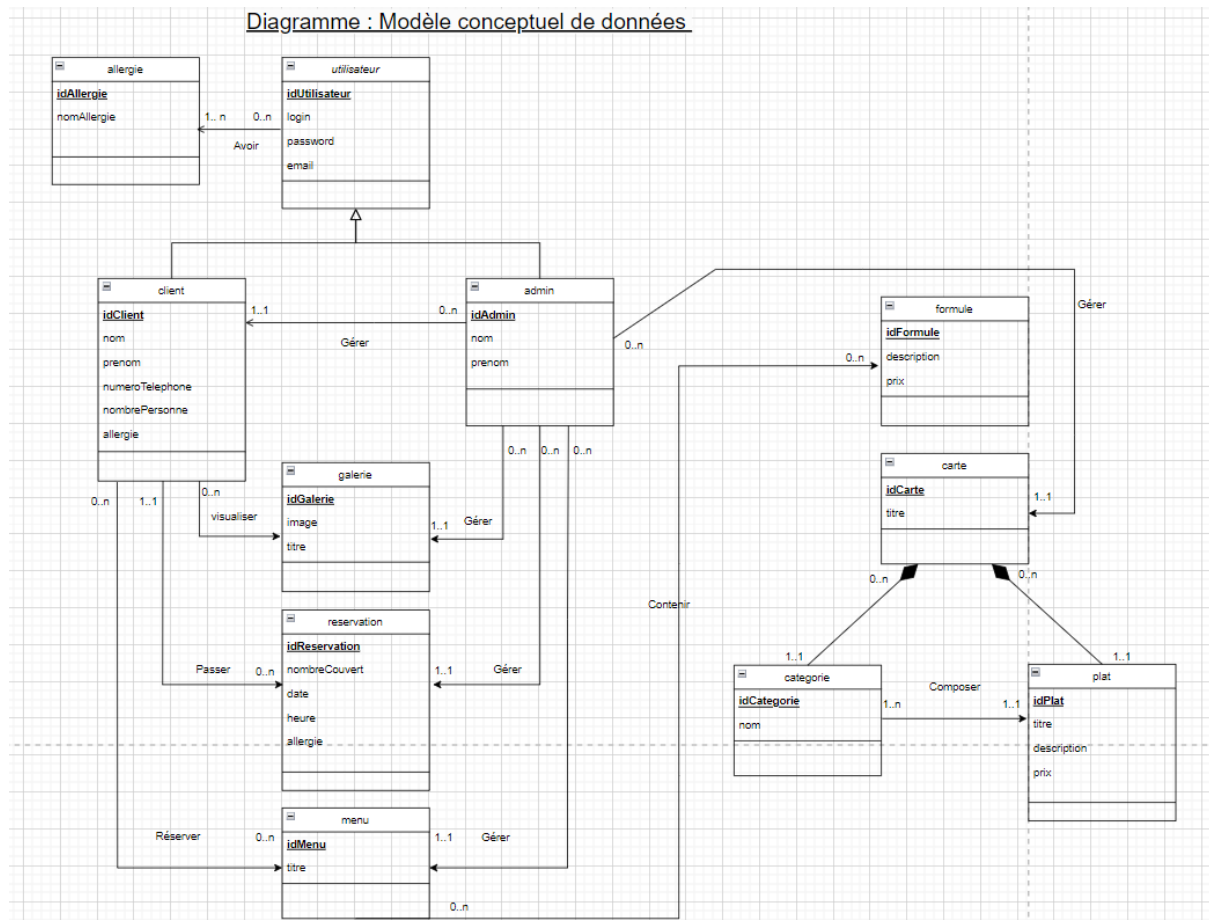 Diagramme : Modèle conceptuel de données
allergie
idAllergie
nomAllergie
utilisateur
idUtilisateur
login
password
email
1.. n
0..n
Avoir
client
idClient
nom
prenom
numeroTelephone
nombrePersonne
allergie
1..1
0..n
Gérer
admin
idAdmin
nom
prenom
0..n
Gérer
formule
idFormule
description
prix
0..n
0..n
0..n
0..n
carte
idCarte
titre
1..1
galerie
idGalerie
image
titre
0..n
1..1
0..n
visualiser
1..1
Gérer
0..n
0..n
Contenir
reservation
idReservation
nombreCouvert
date
heure
allergie
Passer
0..n
1..1
Gérer
1..1
1..1
categorie
idCategorie
nom
Composer
1..n
1..1
plat
idPlat
titre
description
prix
menu
idMenu
titre
Réserver
0..n
1..1
Gérer
0..n